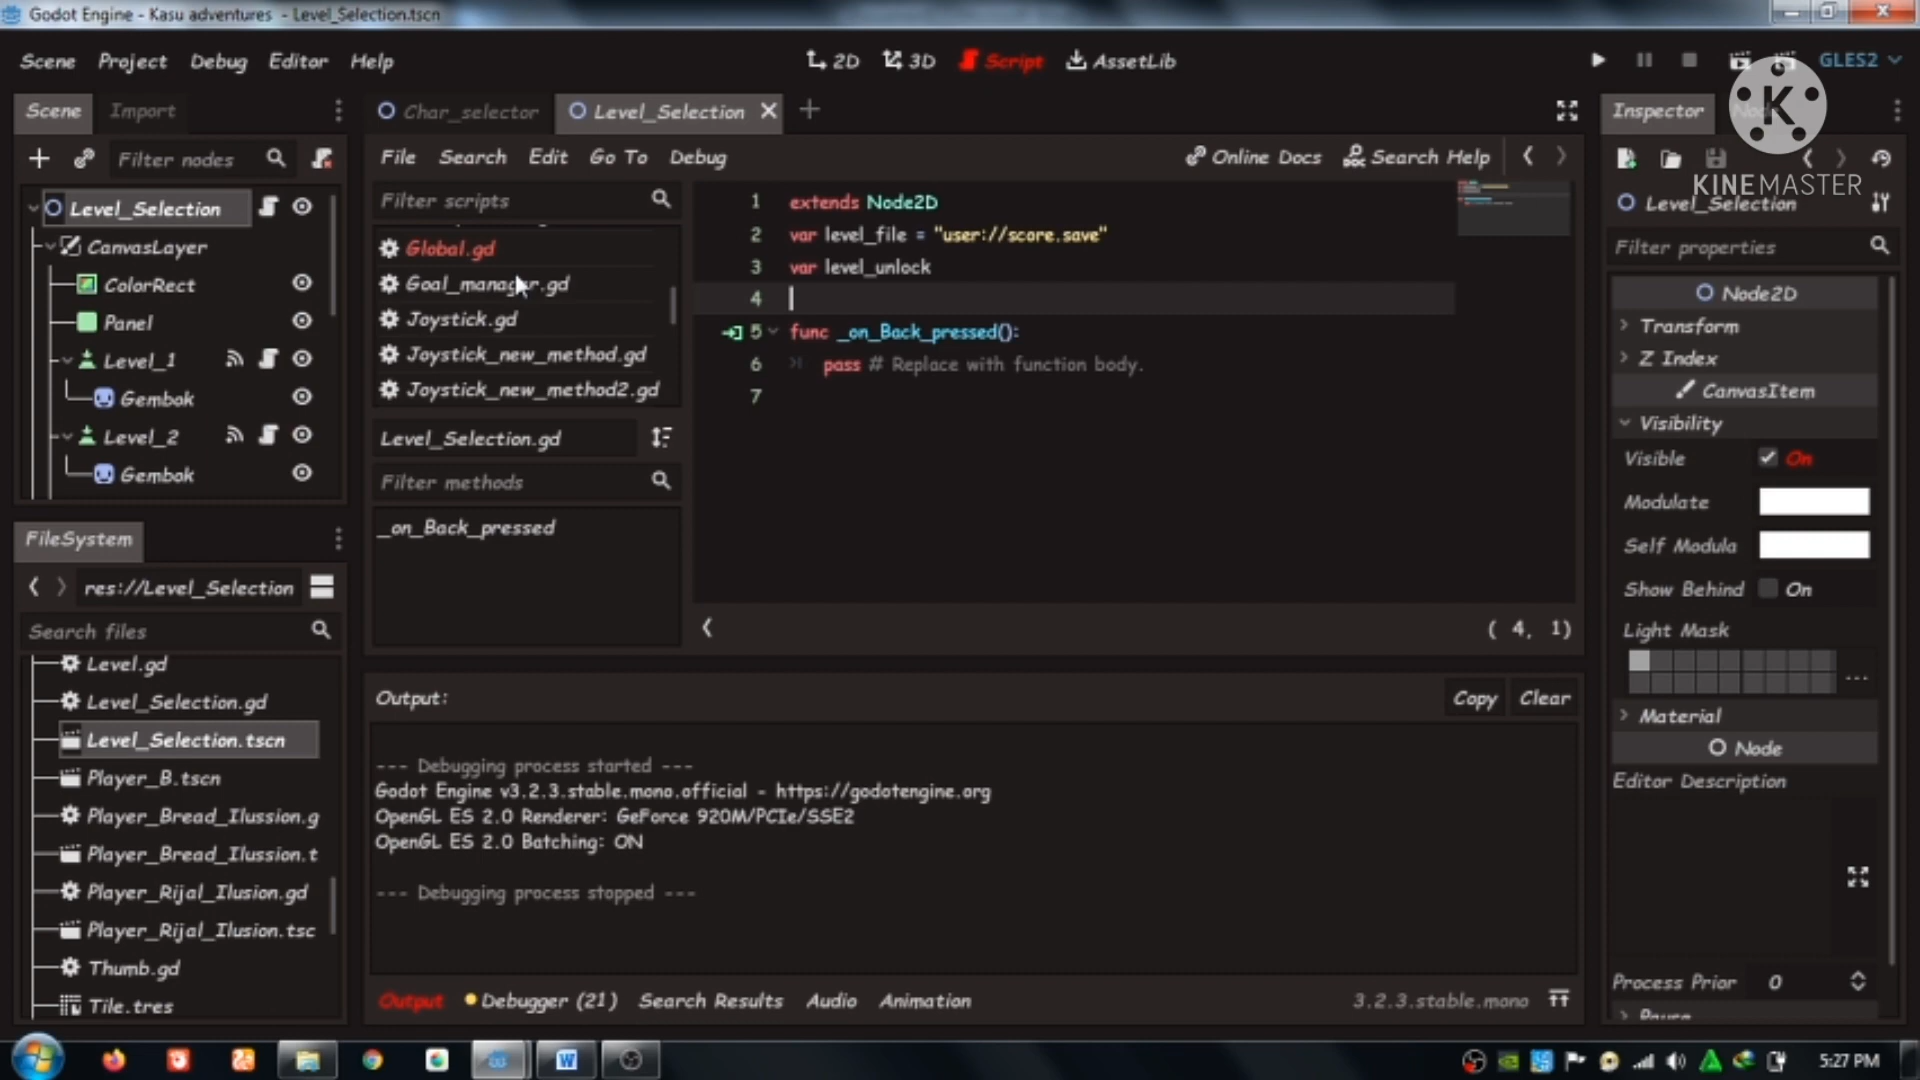 Godot Engine - Kasu adventures - Level_Selection.tscn
Scene Project Debug Editor Help
2D 3D Script AssetLib
GLES2
Scene Import
Char_selector Level_Selection
Inspector
Filter nodes
File Search Edit Go To Debug
Online Docs Search Help
KINEMASTER
Level_Selection
CanvasLayer
ColorRect
Panel
Level_1
Gembok
Level_2
Gembok
Filter scripts
Global.gd
Goal_manager.gd
Joystick.gd
Joystick_new_method.gd
Joystick_new_method2.gd
Level_Selection.gd
Filter methods
_on_Back_pressed
1 extends Node2D
2 var level_file = "user://score.save"
3 var level_unlock
4
5 func _on_Back_pressed():
6 pass # Replace with function body.
7
( 4, 1)
FileSystem
res://Level_Selection
Search files
Level.gd
Level_Selection.gd
Level_Selection.tscn
Player_B.tscn
Player_Bread_Ilussion.g
Player_Bread_Ilussion.t
Player_Rijal_Ilusion.gd
Player_Rijal_Ilusion.tsc
Thumb.gd
Tile.tres
Output:
Copy Clear
--- Debugging process started ---
Godot Engine v3.2.3.stable.mono.official - https://godotengine.org
OpenGL ES 2.0 Renderer: GeForce 920M/PCIe/SSE2
OpenGL ES 2.0 Batching: ON
--- Debugging process stopped ---
Output Debugger (21) Search Results Audio Animation
3.2.3.stable.mono
Level_Selection
Filter properties
Node2D
Transform
Z Index
CanvasItem
Visibility
Visible On
Modulate
Self Modula
Show Behind On
Light Mask
Material
Node
Editor Description
Process Prior 0
5:27 PM